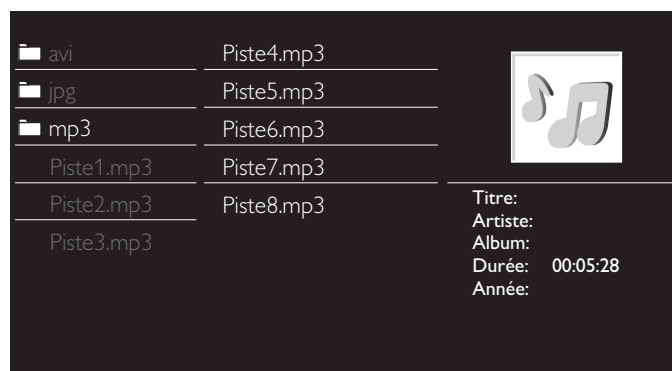 avi
jpg
mp3
Piste1.mp3
Piste2.mp3
Piste3.mp3
Piste4.mp3
Piste5.mp3
Piste6.mp3
Piste7.mp3
Piste8.mp3
Titre:
Artiste:
Album:
Durée: 00:05:28
Année: